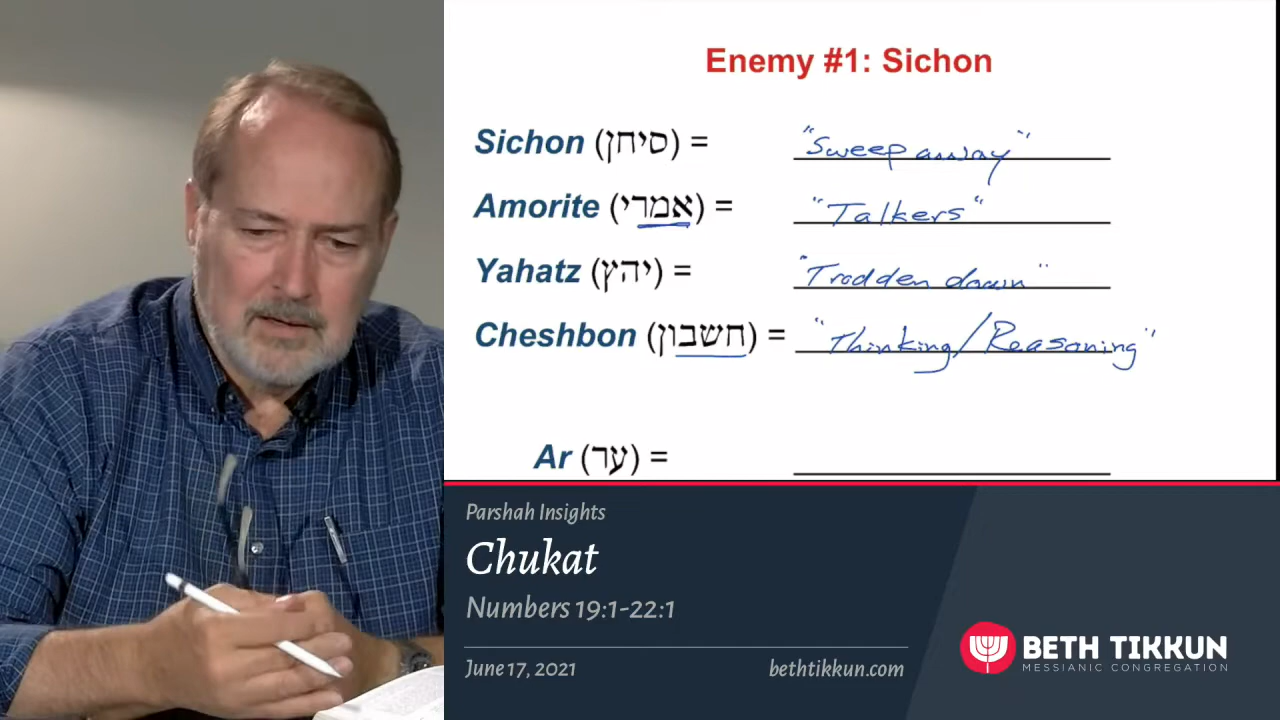 Enemy #1: Sichon
Sichon (סיחן) = "Sweep away"
Amorite (אמרי) = "Talkers"
Yahatz (יהץ) = "Trodden down"
Cheshbon (חשבון) = "Thinking/Reasoning"
Ar (ער) =
Parshah Insights
Chukat
Numbers 19:1-22:1
June 17, 2021
bethtikkun.com
BETH TIKKUN
MESSIANIC CONGREGATION